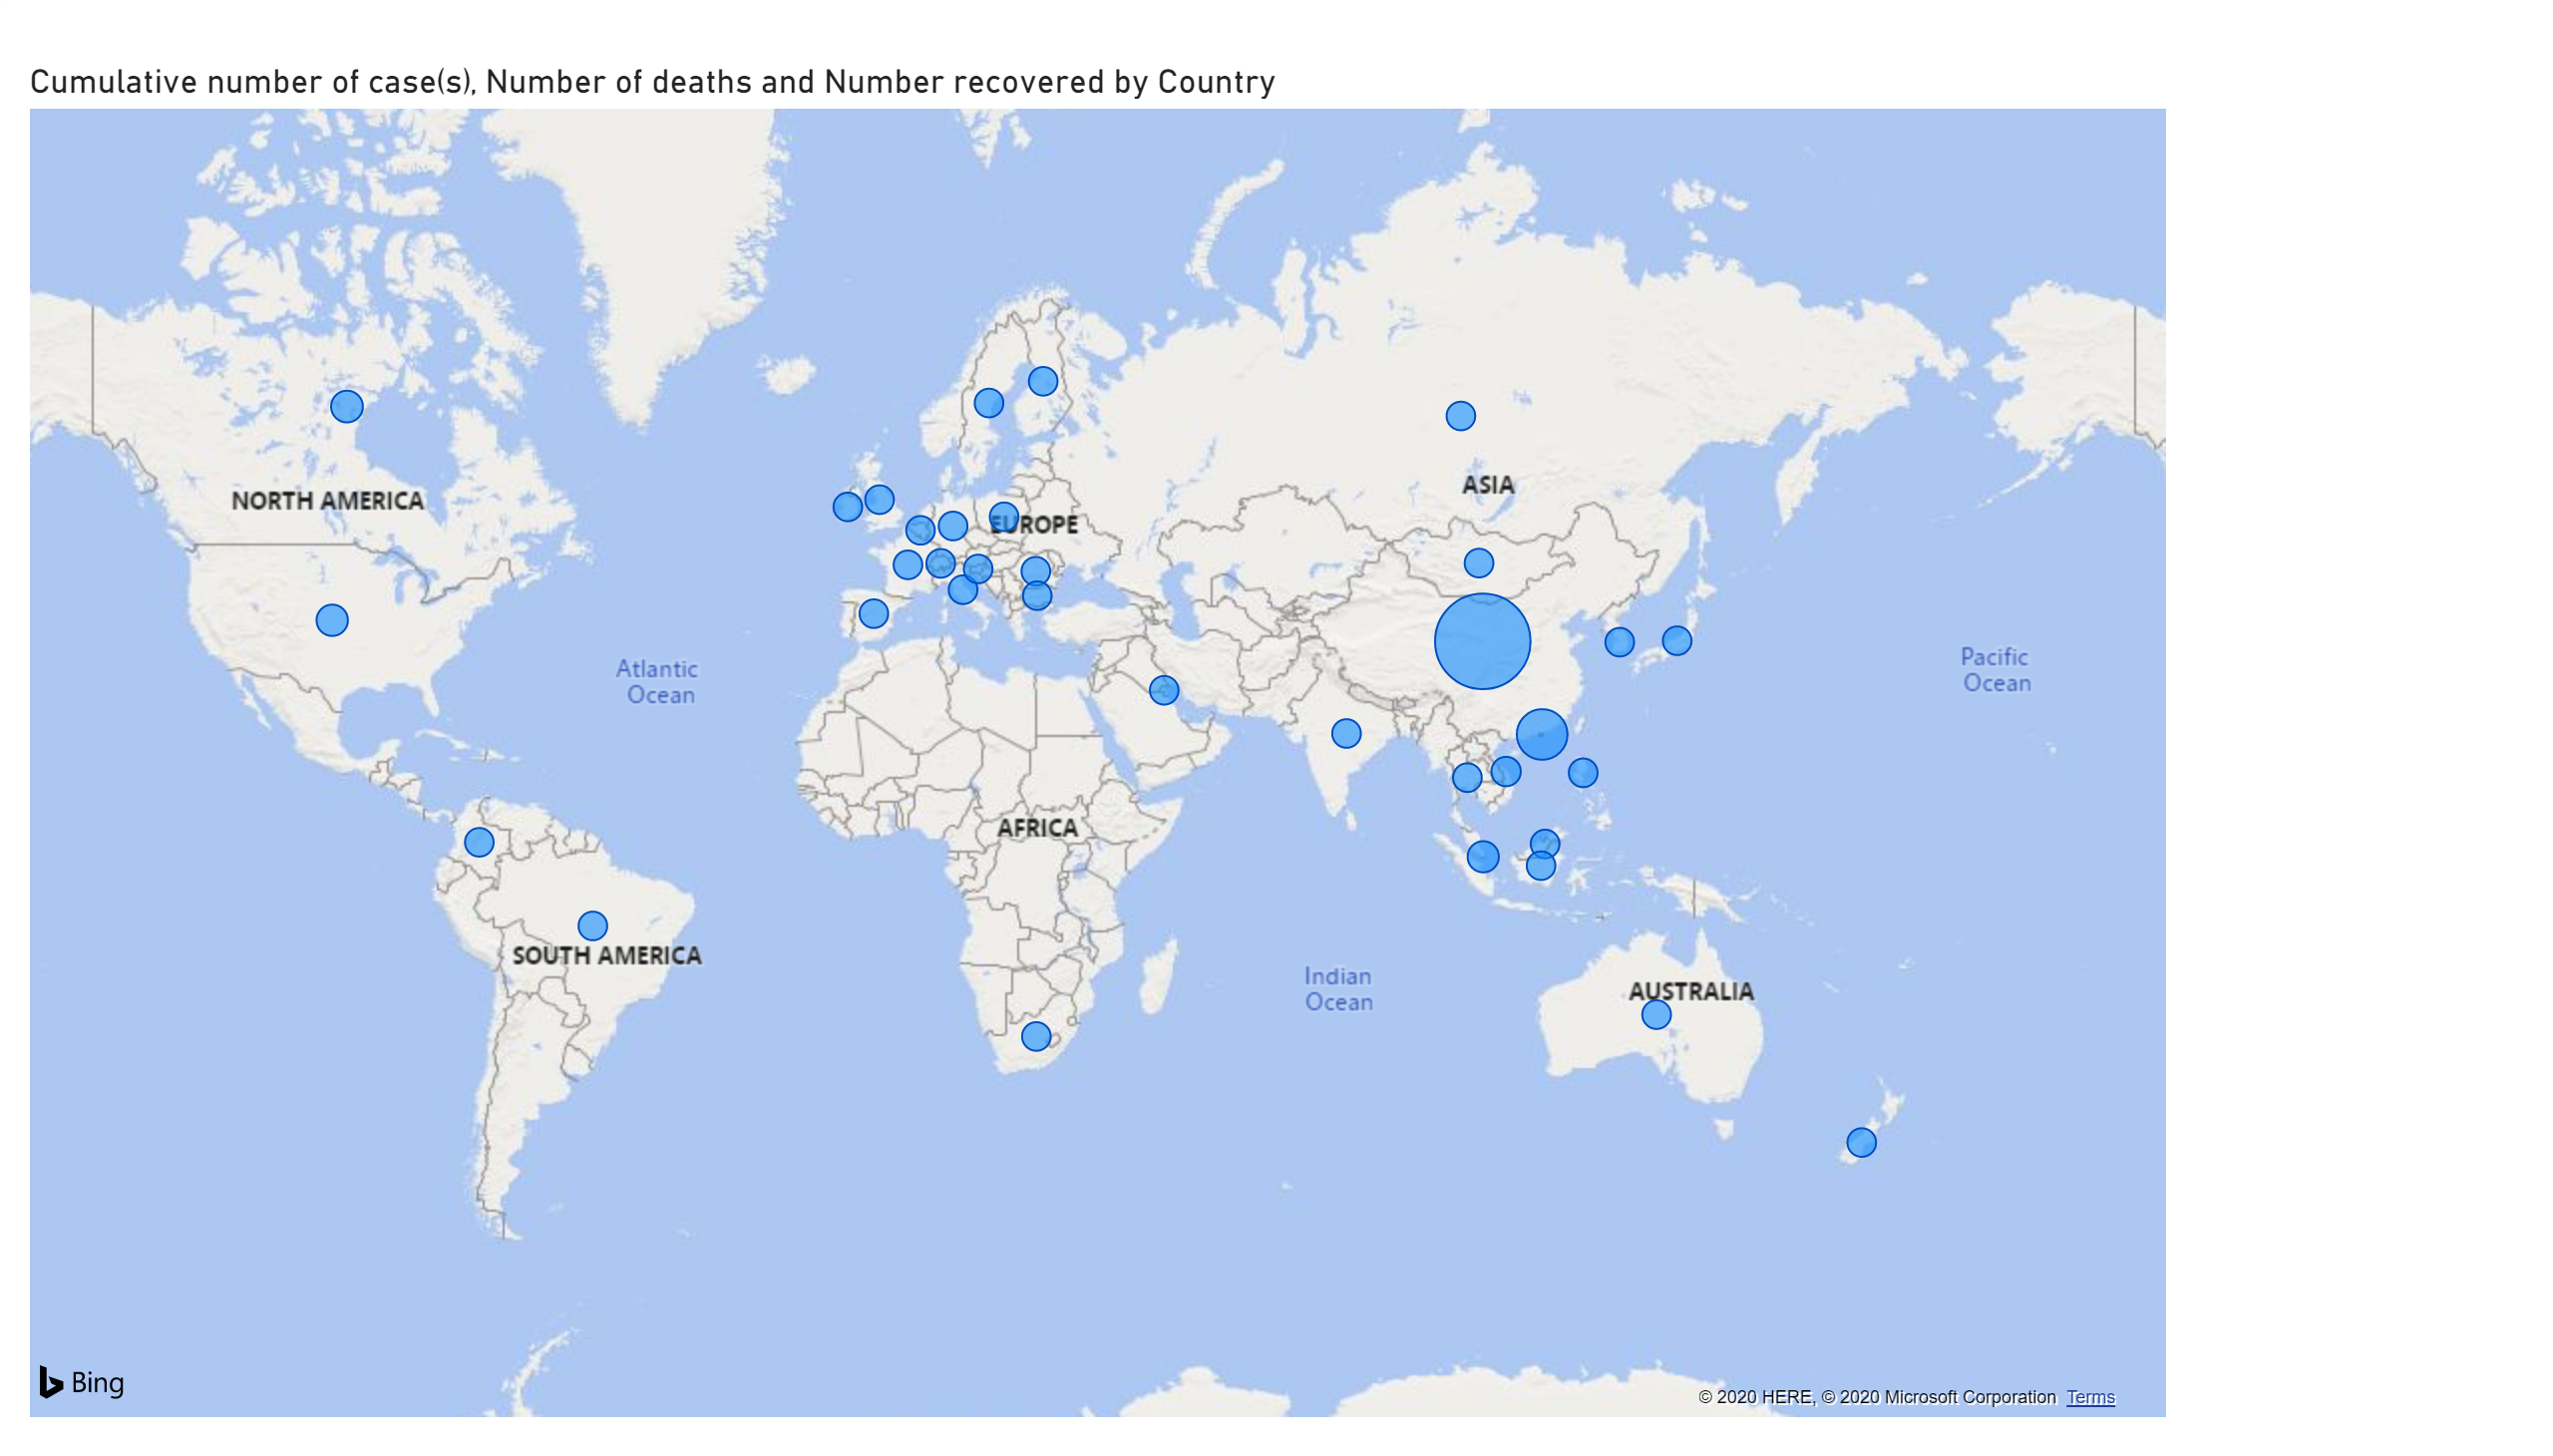 Cumulative number of case(s), Number of deaths and Number recovered by Country
ASIA
NORTH AMERICA
EUROPE
Atlantic
Ocean
Pacific
Ocean
AFRICA
SOUTH AMERICA
Indian
Ocean
AUSTRALIA
Bing
© 2020 HERE, © 2020 Microsoft Corporation Terms